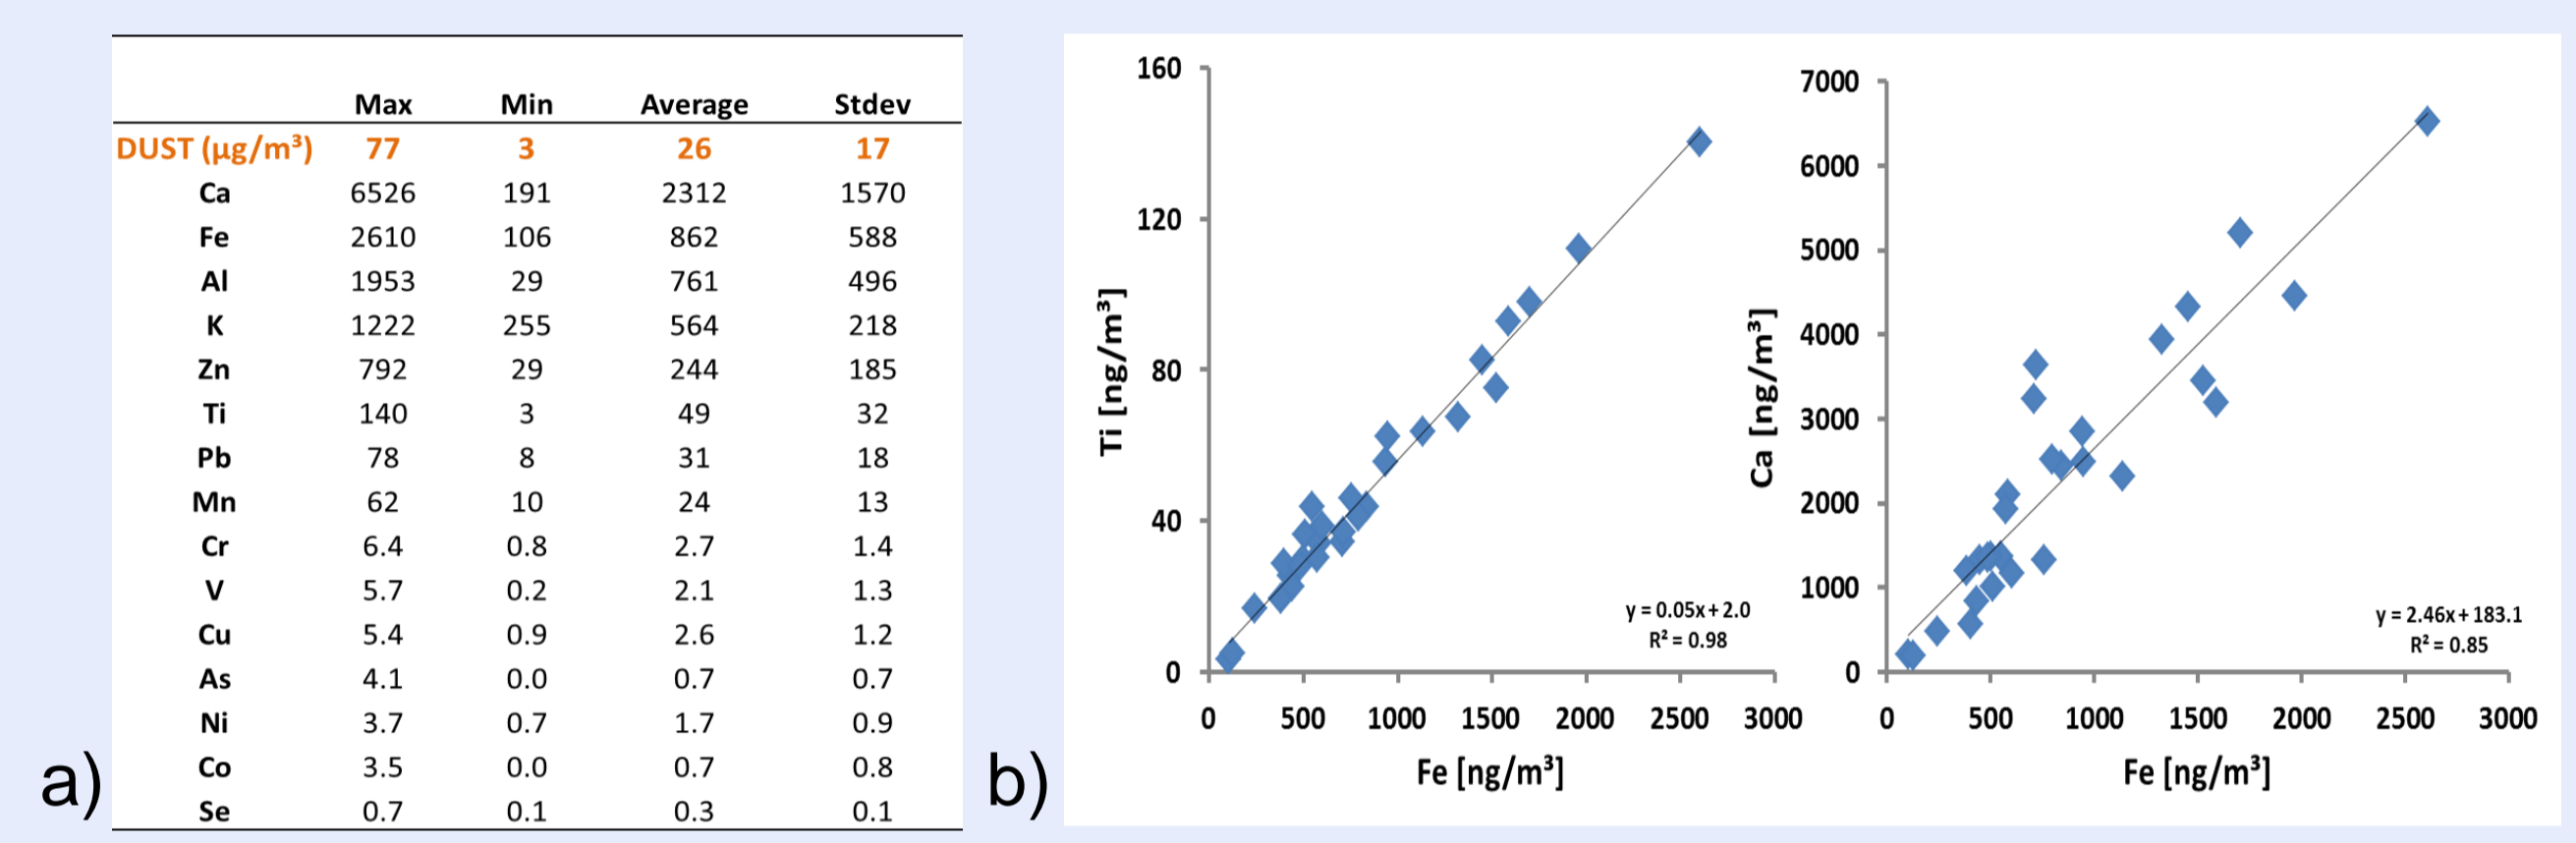 Max Min Average Stdev
DUST (µg/m³) 77 3 26 17
Ca 6526 191 2312 1570
Fe 2610 106 862 588
Al 1953 29 761 496
K 1222 255 564 218
Zn 792 29 244 185
Ti 140 3 49 32
Pb 78 8 31 18
Mn 62 10 24 13
Cr 6.4 0.8 2.7 1.4
V 5.7 0.2 2.1 1.3
Cu 5.4 0.9 2.6 1.2
As 4.1 0.0 0.7 0.7
Ni 3.7 0.7 1.7 0.9
Co 3.5 0.0 0.7 0.8
Se 0.7 0.1 0.3 0.1
a)
160
120
80
40
0
Ti [ng/m³]
y = 0.05x + 2.0
R² = 0.98
0 500 1000 1500 2000 2500 3000
Fe [ng/m³]
7000
6000
5000
4000
3000
2000
1000
0
Ca [ng/m³]
y = 2.46x + 183.1
R² = 0.85
0 500 1000 1500 2000 2500 3000
Fe [ng/m³]
b)